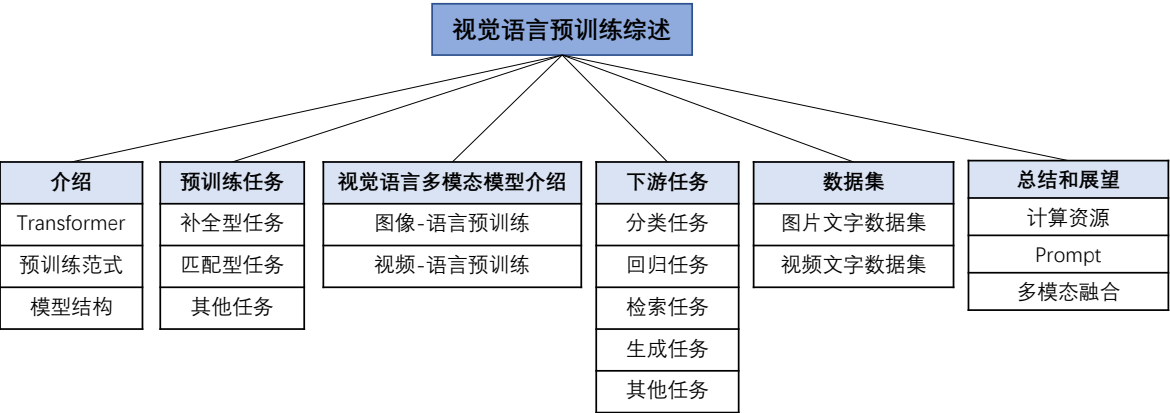 视觉语言预训练综述
介绍
Transformer
预训练范式
模型结构
预训练任务
补全型任务
匹配型任务
其他任务
视觉语言多模态模型介绍
图像-语言预训练
视频-语言预训练
下游任务
分类任务
回归任务
检索任务
生成任务
其他任务
数据集
图片文字数据集
视频文字数据集
总结和展望
计算资源
Prompt
多模态融合